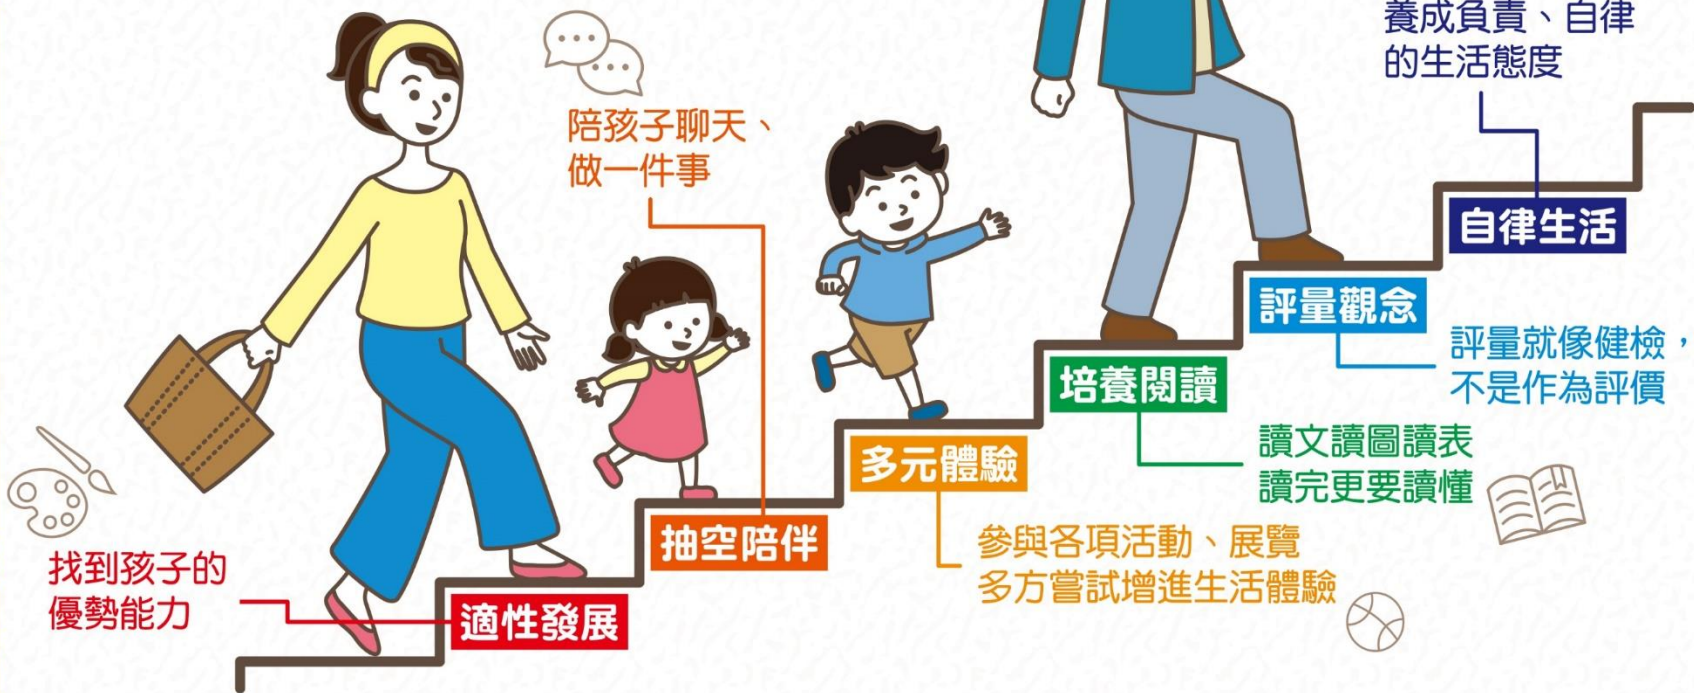 養成負責、自律
的生活態度
自律生活
陪孩子聊天、
做一件事
評量觀念
評量就像健檢，
不是作為評價
培養閱讀
讀文讀圖讀表
讀完更要讀懂
多元體驗
參與各項活動、展覽
多方嘗試增進生活體驗
抽空陪伴
找到孩子的
優勢能力
適性發展